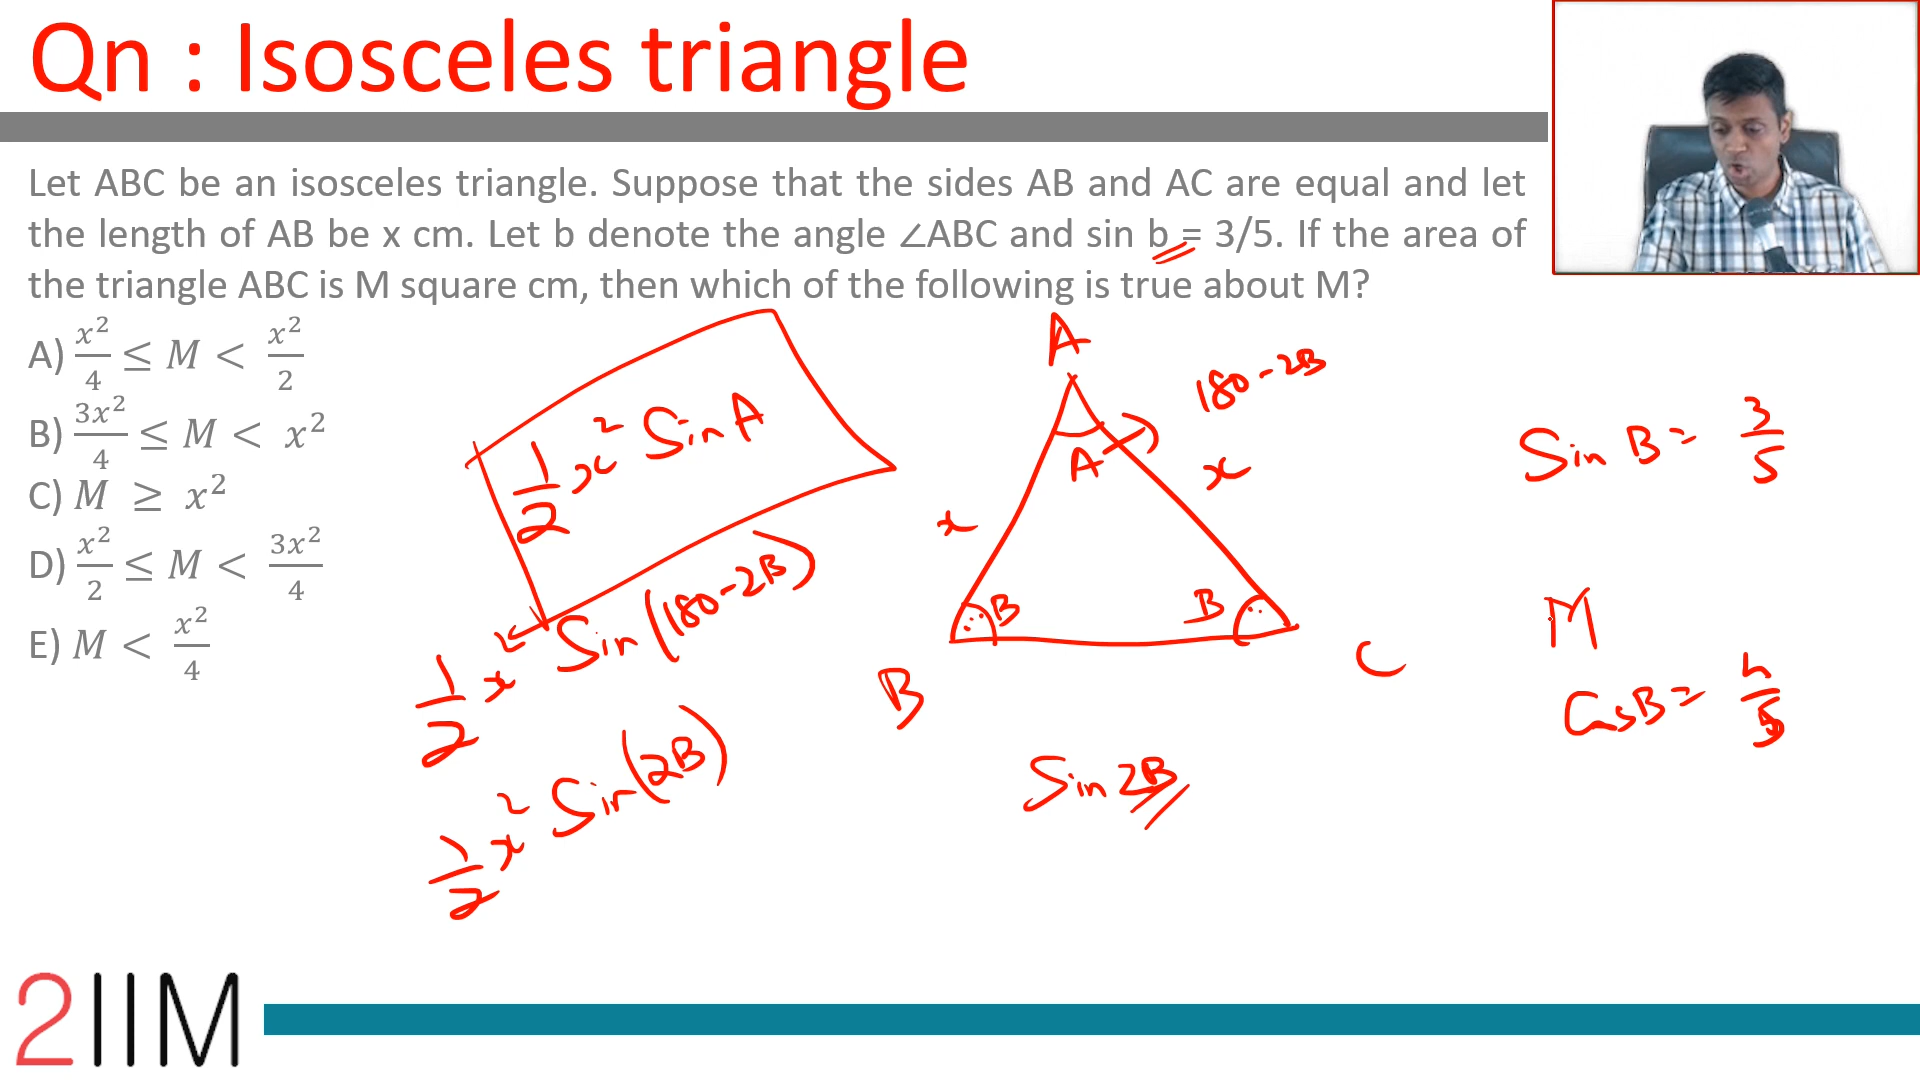 Qn : Isosceles triangle
Let ABC be an isosceles triangle. Suppose that the sides AB and AC are equal and let
the length of AB be x cm. Let b denote the angle ∠ABC and sin b = 3/5. If the area of
the triangle ABC is M square cm, then which of the following is true about M?
A) x²/4 ≤ M < x²/2
B) 3x²/4 ≤ M < x²
C) M ≥ x²
D) x²/2 ≤ M < 3x²/4
E) M < x²/4
1/2 x² Sin A
1/2 x² Sin (180-2B)
1/2 x² Sin (2B)
A
180-2B
A
x
x
B
B
B
C
Sin 2B
Sin B = 3/5
M
Cos B = 4/5
2IIM